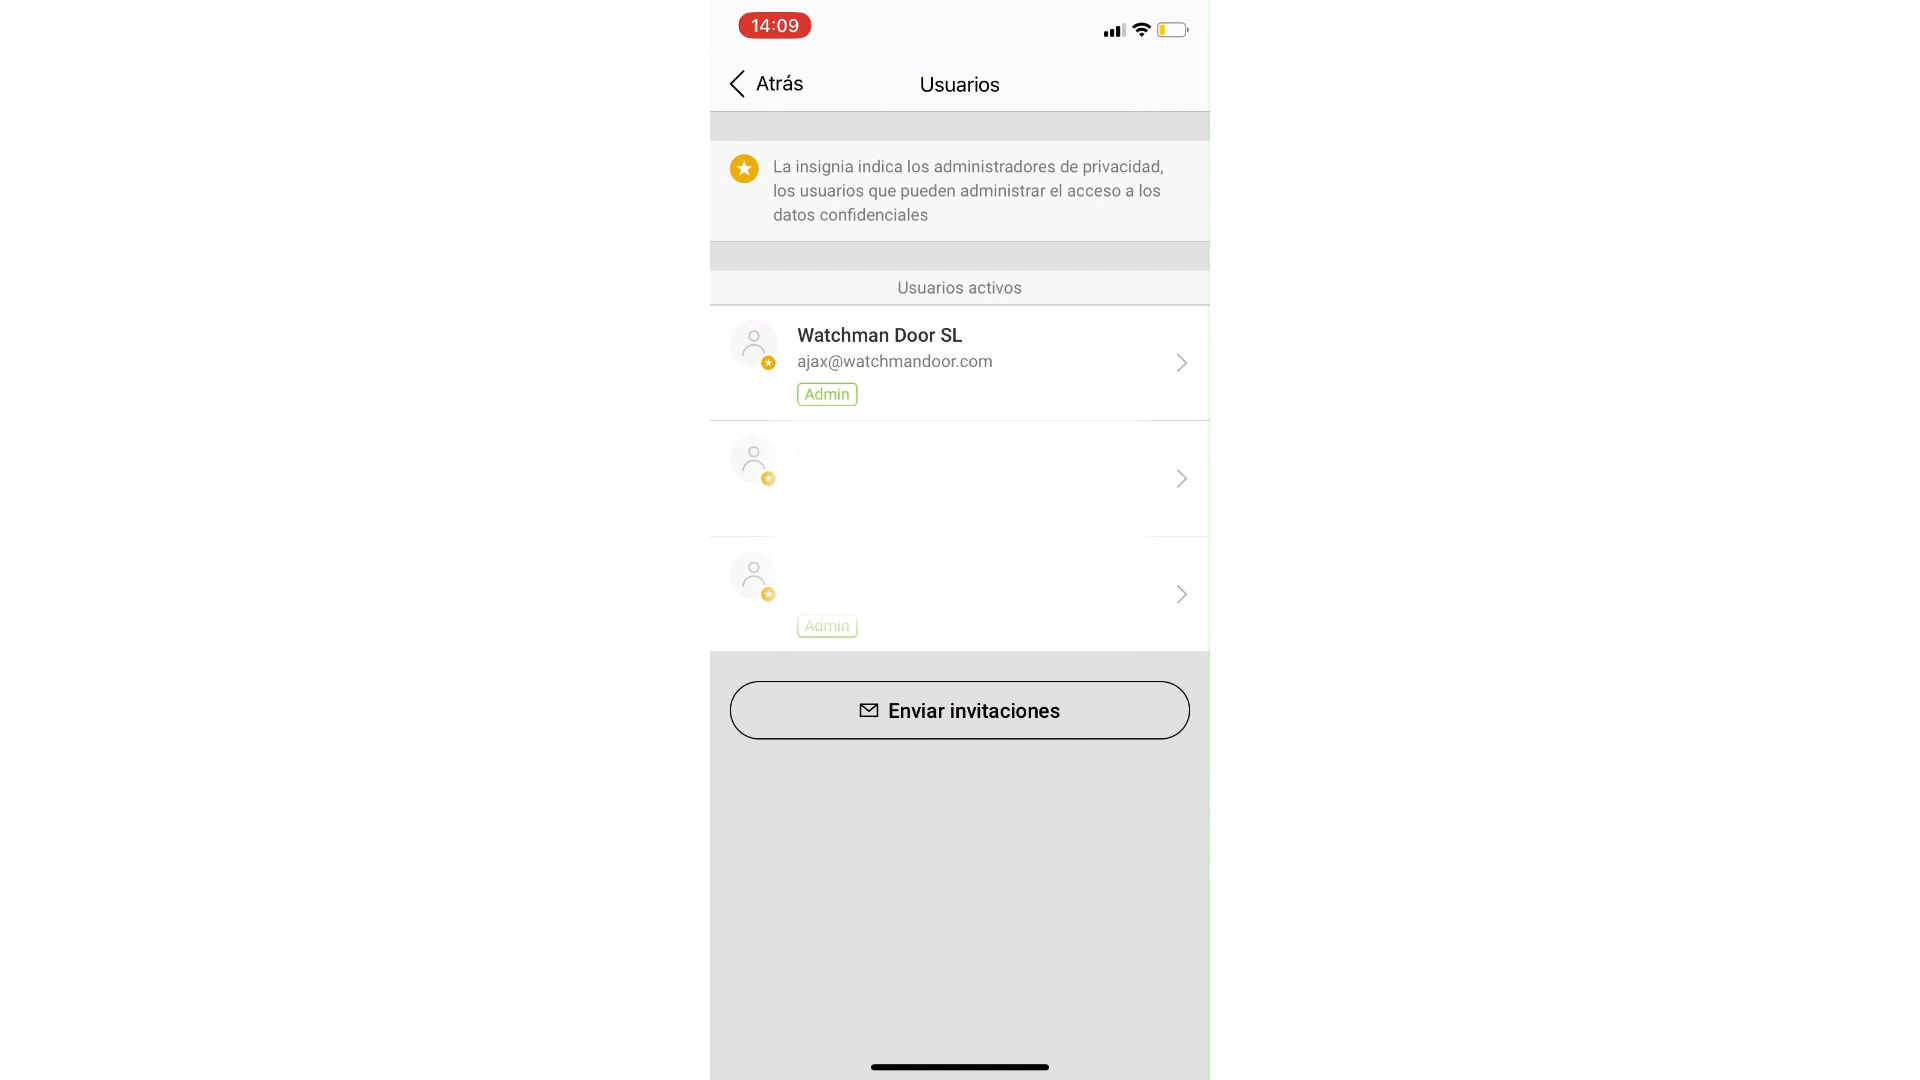 14:09
Atrás
Usuarios
La insignia indica los administradores de privacidad,
los usuarios que pueden administrar el acceso a los
datos confidenciales
Usuarios activos
Watchman Door SL
ajax@watchmandoor.com
Admin
Admin
Enviar invitaciones